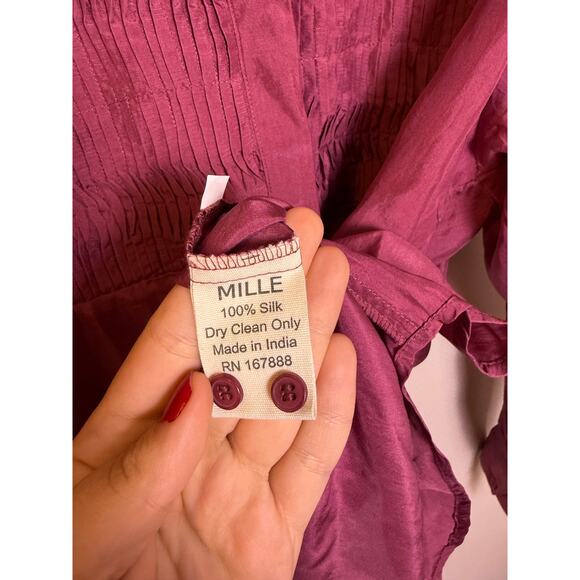 MILLE
100% Silk
Dry Clean Only
Made in India
RN 167888